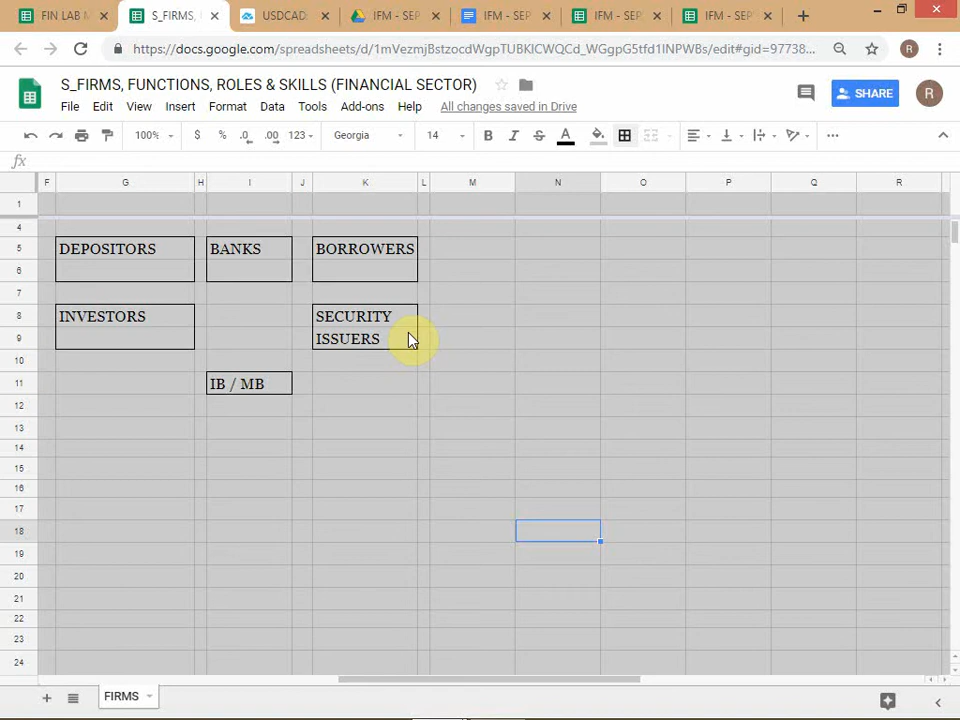 FIN LAB M
S_FIRMS,
USDCAD
IFM - SEP
IFM - SEP
IFM - SEP
IFM - SEP
https://docs.google.com/spreadsheets/d/1mVezmjBstzocdWgpTUBKlCWQCd_WGgpG5tfd1INPWBs/edit#gid=97738...
R
S_FIRMS, FUNCTIONS, ROLES & SKILLS (FINANCIAL SECTOR)
File Edit View Insert Format Data Tools Add-ons Help All changes saved in Drive
SHARE
R
100% $ % .0 .00 123 Georgia 14 B I S A
fx
F G H I J K L M N O P Q R
1
4
5 DEPOSITORS BANKS BORROWERS
6
7
8 INVESTORS SECURITY
9 ISSUERS
10
11 IB / MB
12
13
14
15
16
17
18
19
20
21
22
23
24
FIRMS